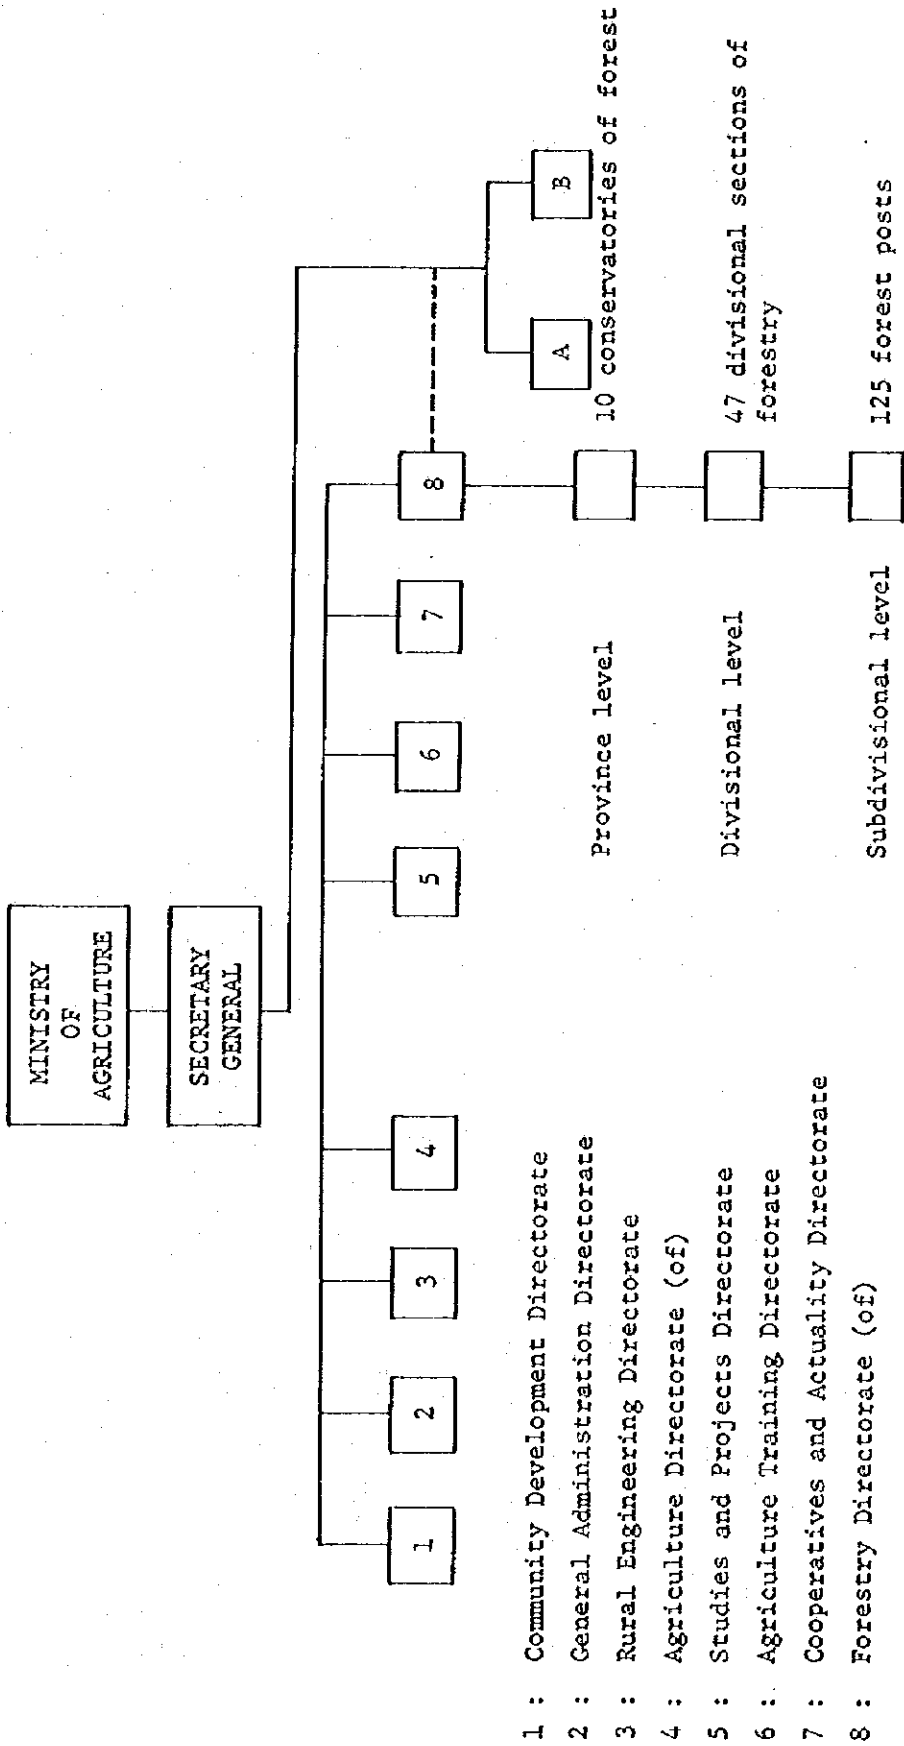 MINISTRY
OF
AGRICULTURE
SECRETARY
GENERAL
1
2
3
4
5
6
7
8
A
B
Province level
10 conservatories of forest
Divisional level
47 divisional sections of
forestry
Subdivisional level
125 forest posts
1 : Community Development Directorate
2 : General Administration Directorate
3 : Rural Engineering Directorate
4 : Agriculture Directorate (of)
5 : Studies and Projects Directorate
6 : Agriculture Training Directorate
7 : Cooperatives and Actuality Directorate
8 : Forestry Directorate (of)